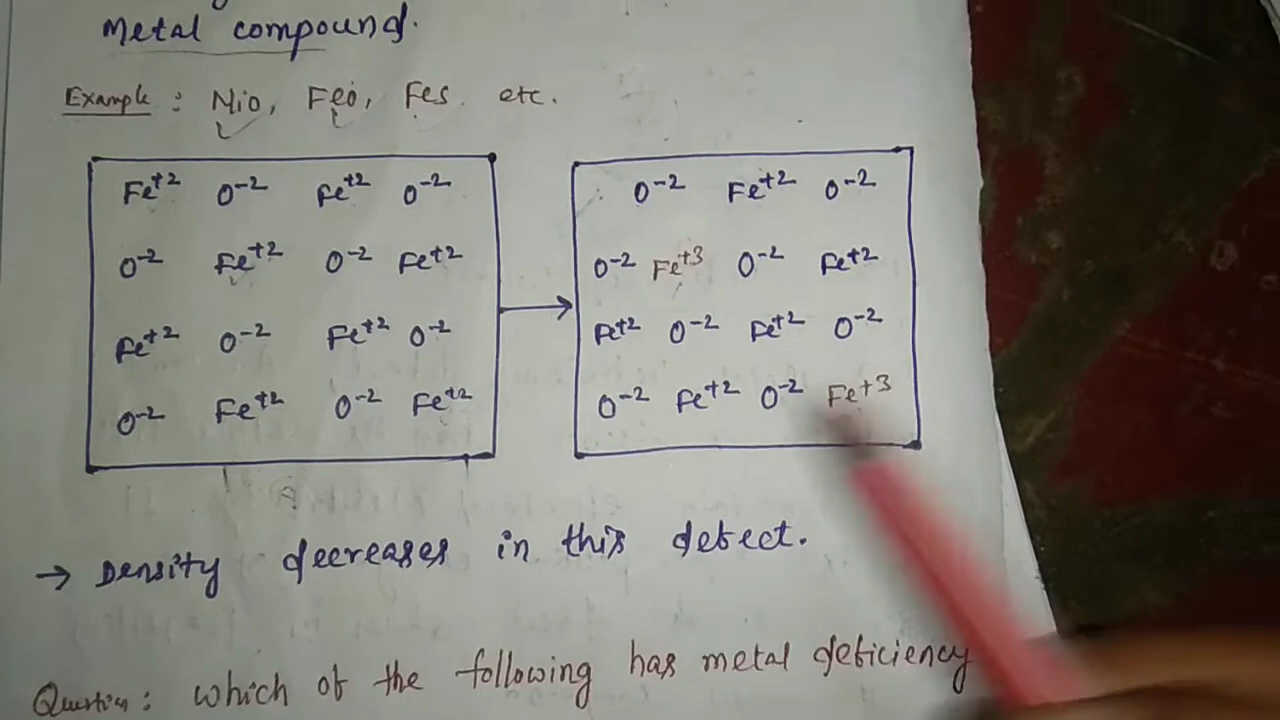 Metal compound.
Example : NiO, FeO, FeS. etc.
Fe+2 O-2 Fe+2 O-2
O-2 Fe+2 O-2 Fe+2
Fe+2 O-2 Fe+2 O-2
O-2 Fe+2 O-2 Fe+2
O-2 Fe+2 O-2
O-2 Fe+3 O-2 Fe+2
Fe+2 O-2 Fe+2 O-2
O-2 Fe+2 O-2 Fe+3
→ Density decreases in this defect.
Question : which of the following has metal deficiency